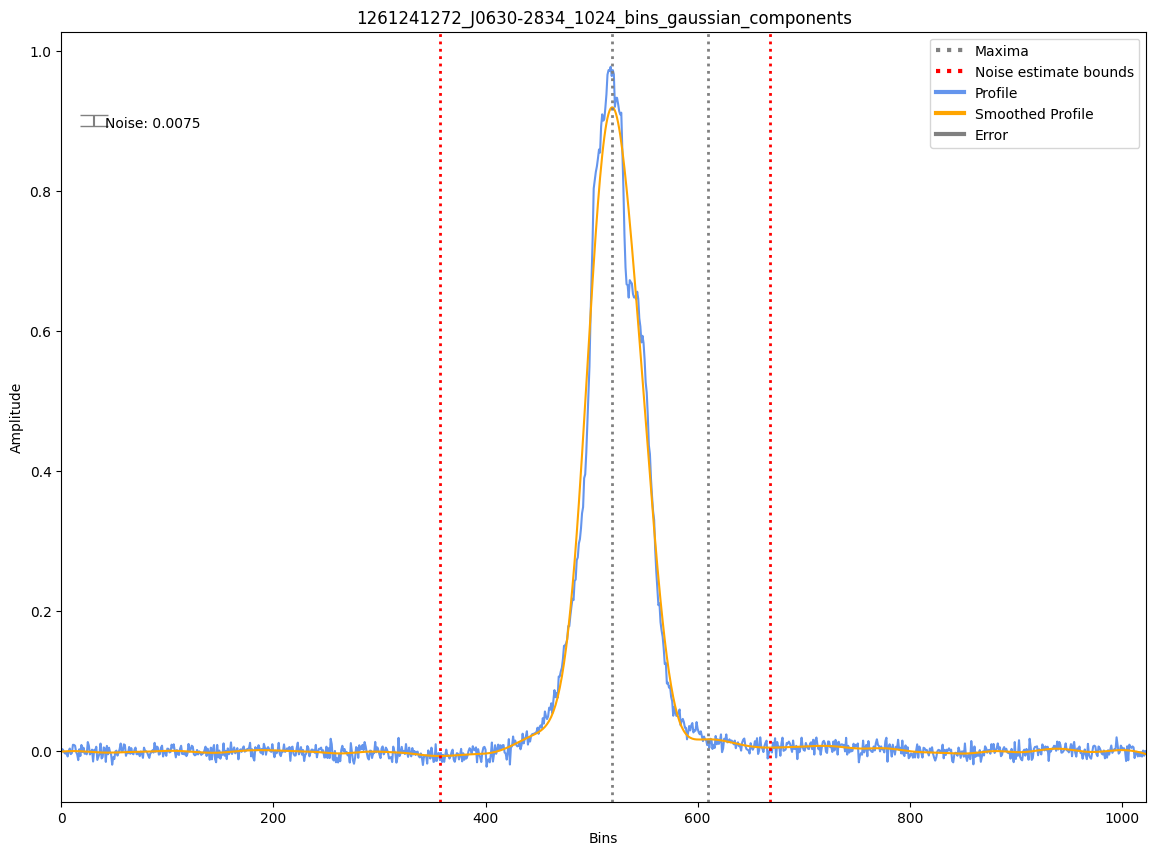 1261241272_J0630-2834_1024_bins_gaussian_components
Maxima
Noise estimate bounds
Profile
Smoothed Profile
Error
Noise: 0.0075
1.0
0.8
0.6
0.4
0.2
0.0
Amplitude
0 200 400 600 800 1000
Bins